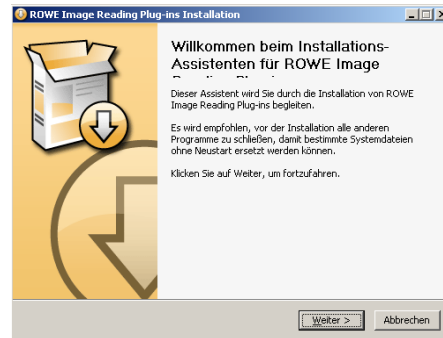 ROWE Image Reading Plug-ins Installation
Willkommen beim Installations-
Assistenten für ROWE Image
Dieser Assistent wird Sie durch die Installation von ROWE
Image Reading Plug-ins begleiten.
Es wird empfohlen, vor der Installation alle anderen
Programme zu schließen, damit bestimmte Systemdateien
ohne Neustart ersetzt werden können.
Klicken Sie auf Weiter, um fortzufahren.
Weiter >
Abbrechen